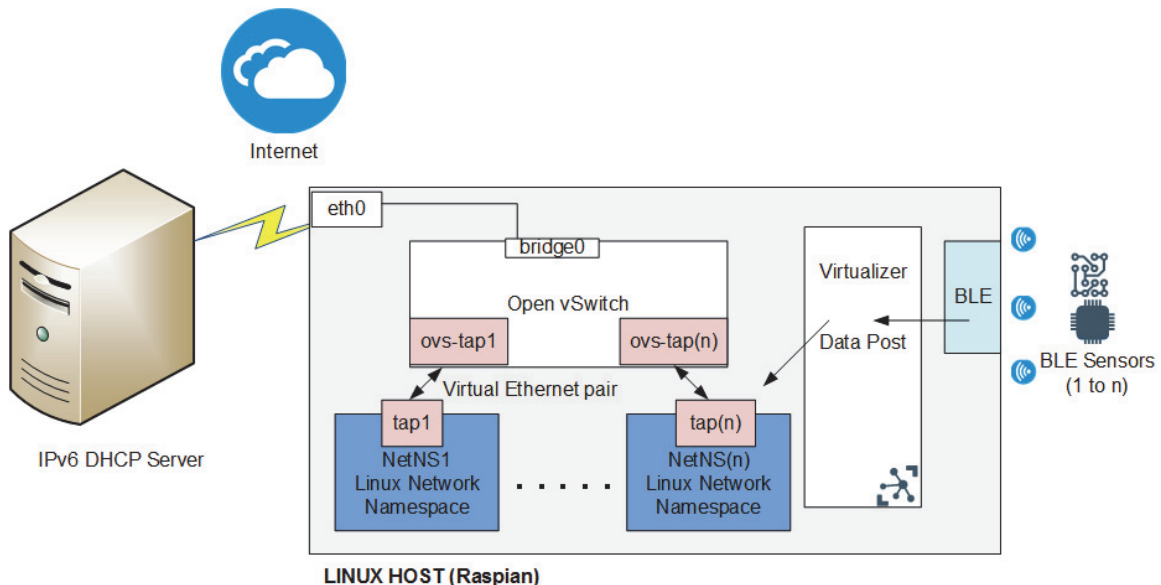 Internet
eth0
bridge0
Open vSwitch
ovs-tap1
ovs-tap(n)
Virtual Ethernet pair
tap1
tap(n)
NetNS1
Linux Network
Namespace
. . . . .
NetNS(n)
Linux Network
Namespace
Virtualizer
Data Post
BLE
BLE Sensors
(1 to n)
IPv6 DHCP Server
LINUX HOST (Raspian)